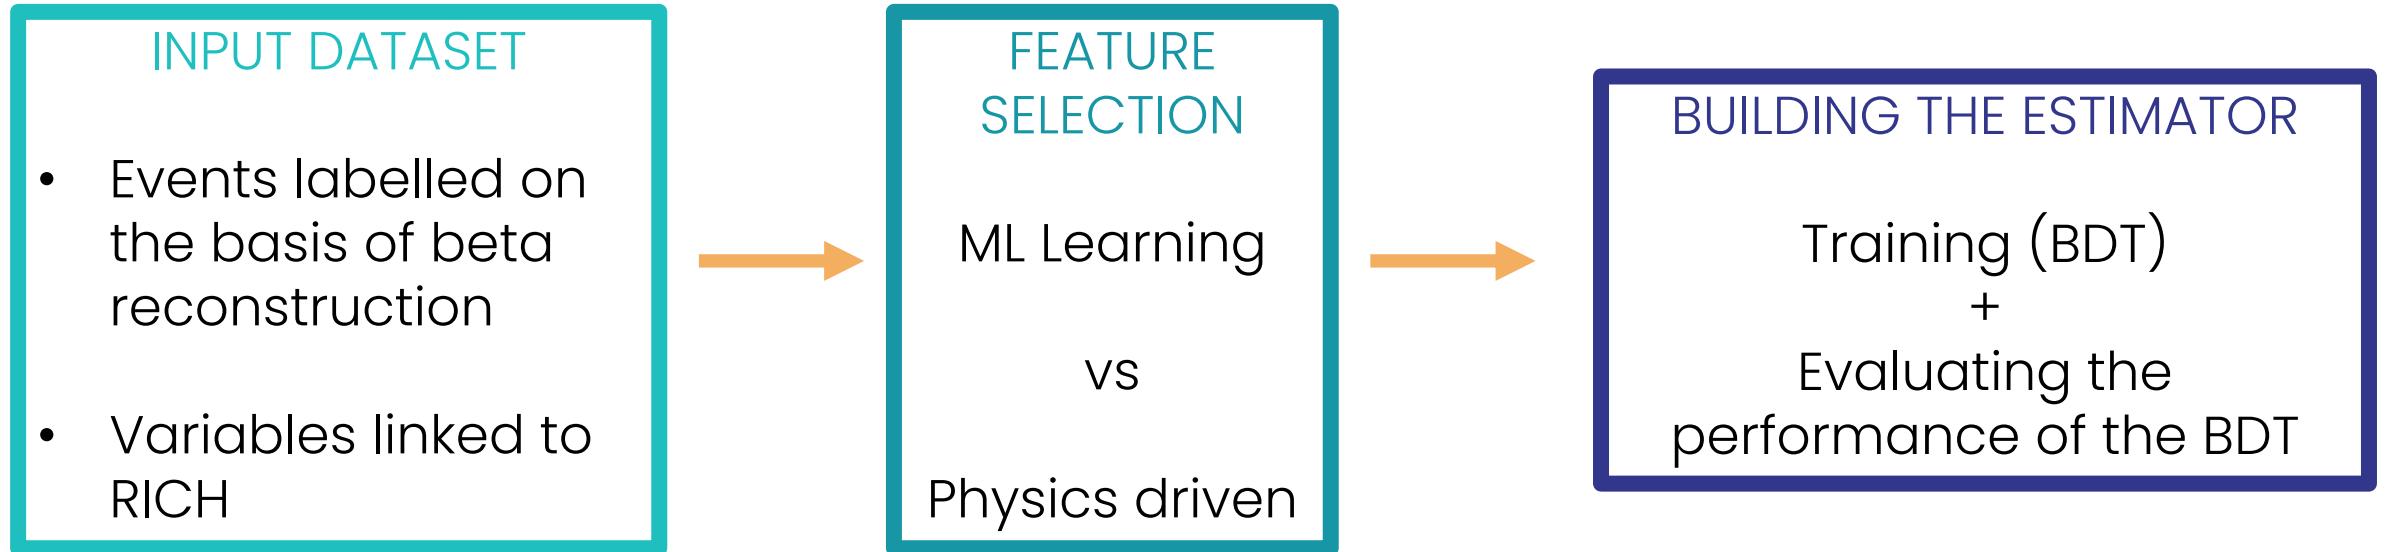 INPUT DATASET
• Events labelled on
the basis of beta
reconstruction
• Variables linked to
RICH
FEATURE
SELECTION
ML Learning
vs
Physics driven
BUILDING THE ESTIMATOR
Training (BDT)
+
Evaluating the
performance of the BDT